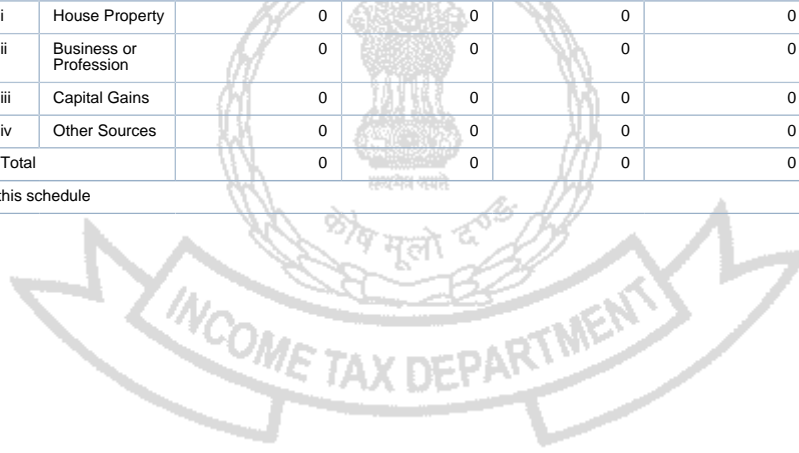 i House Property 0 0 0 0
ii Business or 0 0 0 0
Profession
iii Capital Gains 0 0 0 0
iv Other Sources 0 0 0 0
Total 0 0 0 0
सत्यमेव जयते
this schedule
कोष मूलो दण्डः
INCOME TAX DEPARTMENT